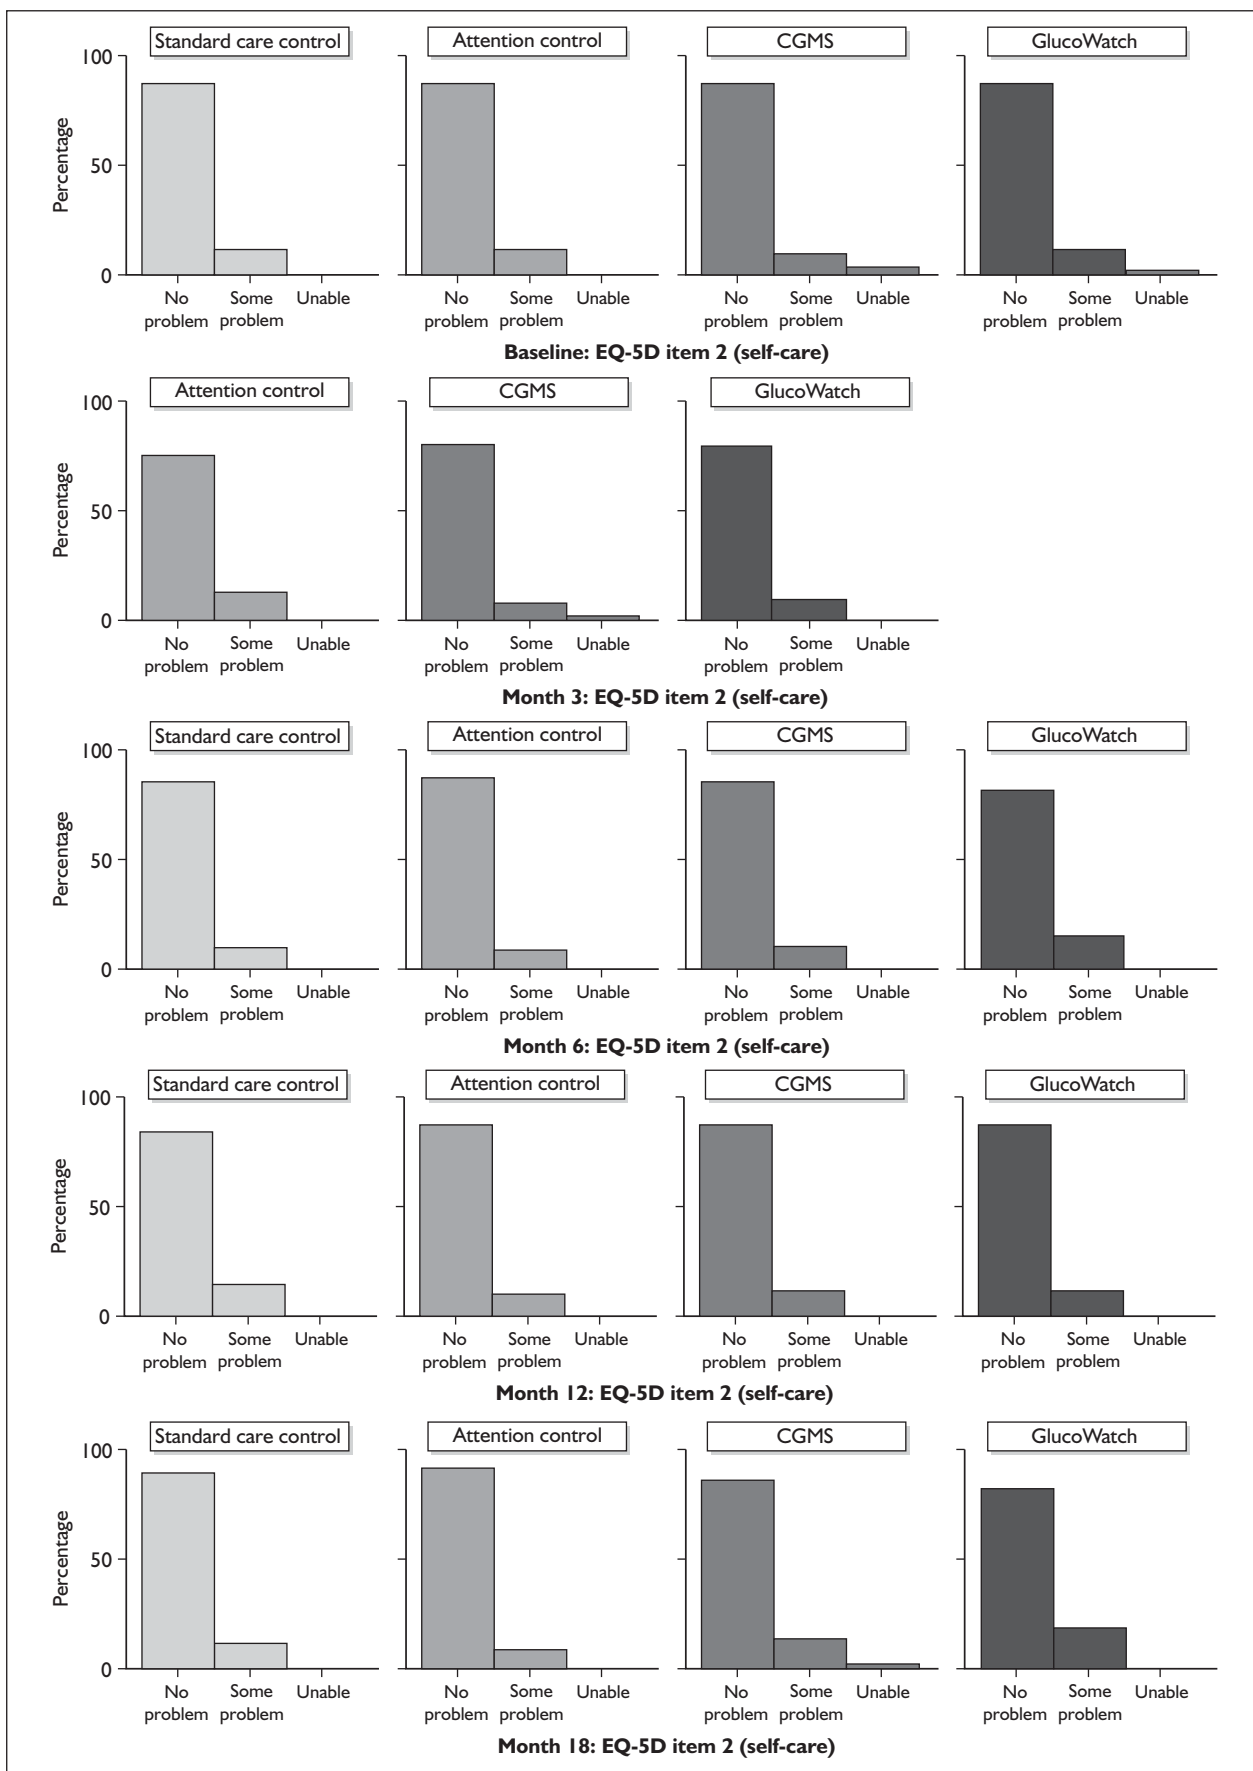 Standard care control Attention control CGMS GlucoWatch
100
Percentage
50
0
No Some Unable No Some Unable No Some Unable No Some Unable
problem problem problem problem problem problem problem problem
Baseline: EQ-5D item 2 (self-care)
Attention control CGMS GlucoWatch
100
Percentage
50
0
No Some Unable No Some Unable No Some Unable
problem problem problem problem problem problem
Month 3: EQ-5D item 2 (self-care)
Standard care control Attention control CGMS GlucoWatch
100
Percentage
50
0
No Some Unable No Some Unable No Some Unable No Some Unable
problem problem problem problem problem problem problem problem
Month 6: EQ-5D item 2 (self-care)
Standard care control Attention control CGMS GlucoWatch
100
Percentage
50
0
No Some Unable No Some Unable No Some Unable No Some Unable
problem problem problem problem problem problem problem problem
Month 12: EQ-5D item 2 (self-care)
Standard care control Attention control CGMS GlucoWatch
100
Percentage
50
0
No Some Unable No Some Unable No Some Unable No Some Unable
problem problem problem problem problem problem problem problem
Month 18: EQ-5D item 2 (self-care)